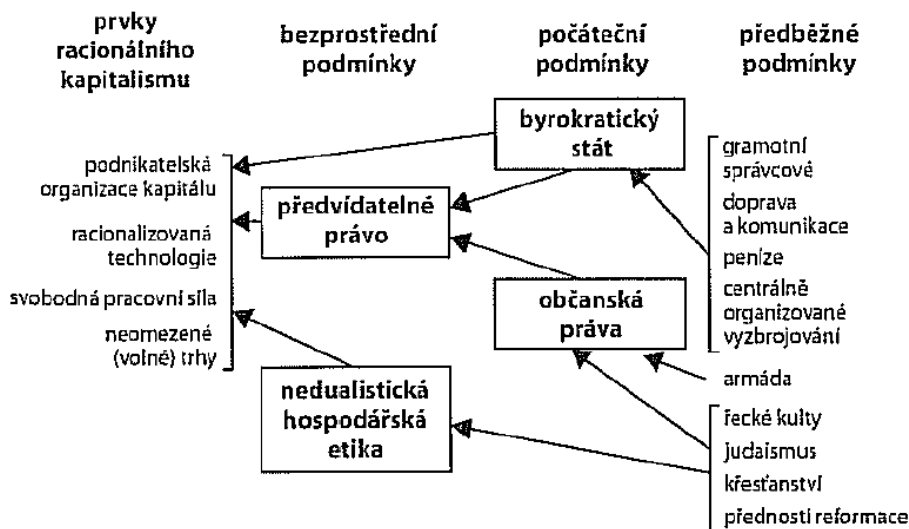 prvky
racionálního
kapitalismu
bezprostřední
podmínky
počáteční
podmínky
předběžné
podmínky
podnikatelská
organizace kapitálu
racionalizovaná
technologie
svobodná pracovní síla
neomezené
(volné) trhy
předvídatelné
právo
nedualistická
hospodářská
etika
byrokratický
stát
občanská
práva
gramotní
správcové
doprava
a komunikace
peníze
centrálně
organizované
vyzbrojování
armáda
řecké kulty
judaismus
křesťanství
přednosti reformace